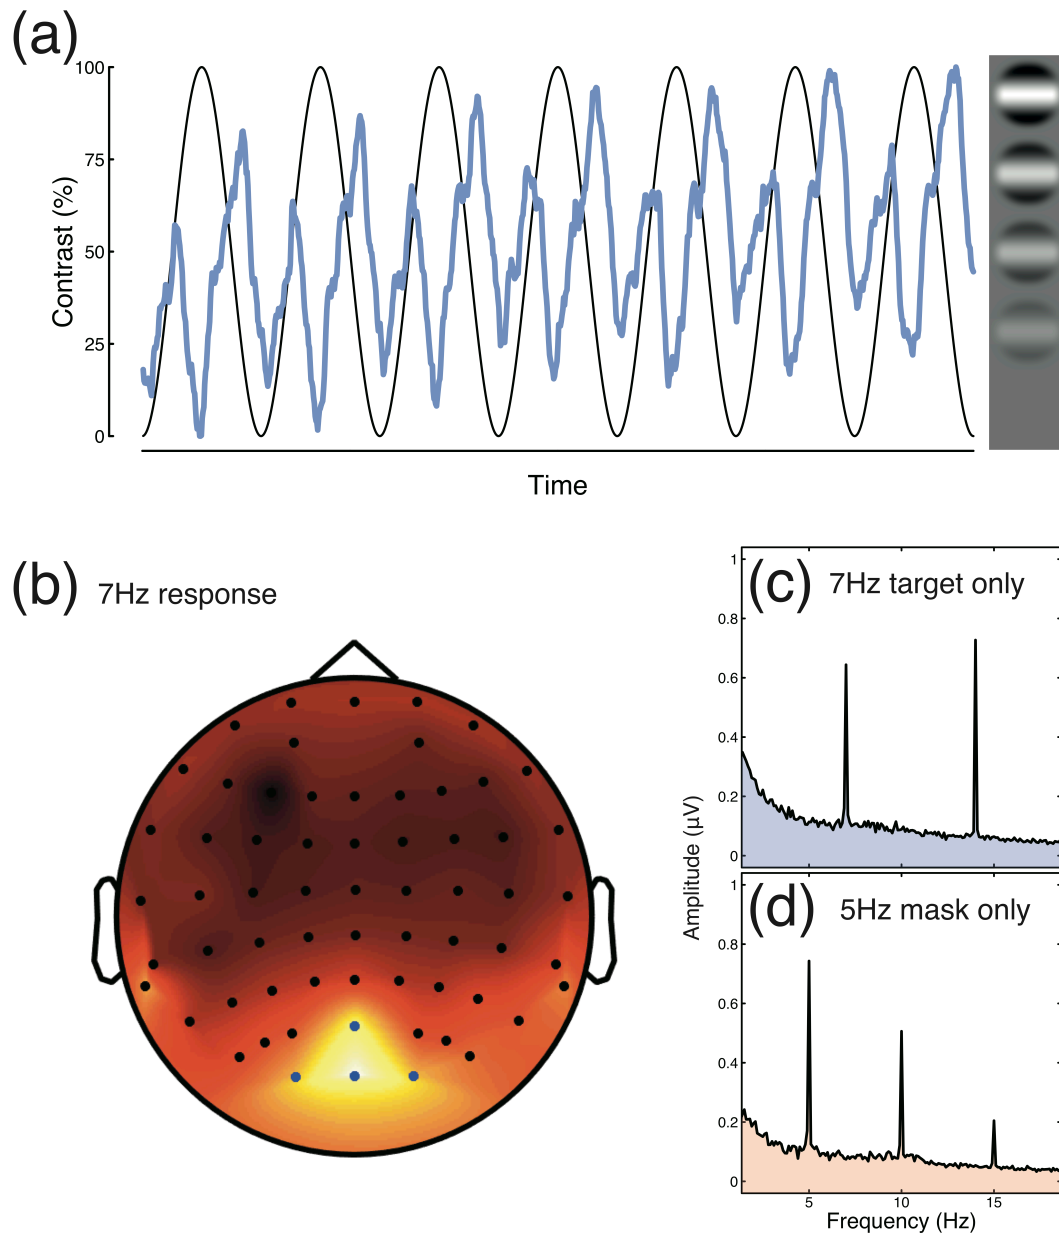 (a)
100
75
50
25
0
Contrast (%)
Time
(b) 7Hz response
(c) 7Hz target only
1
0.8
0.6
0.4
0.2
0
Amplitude (µV)
(d) 5Hz mask only
1
0.8
0.6
0.4
0.2
0
5 10 15
Frequency (Hz)